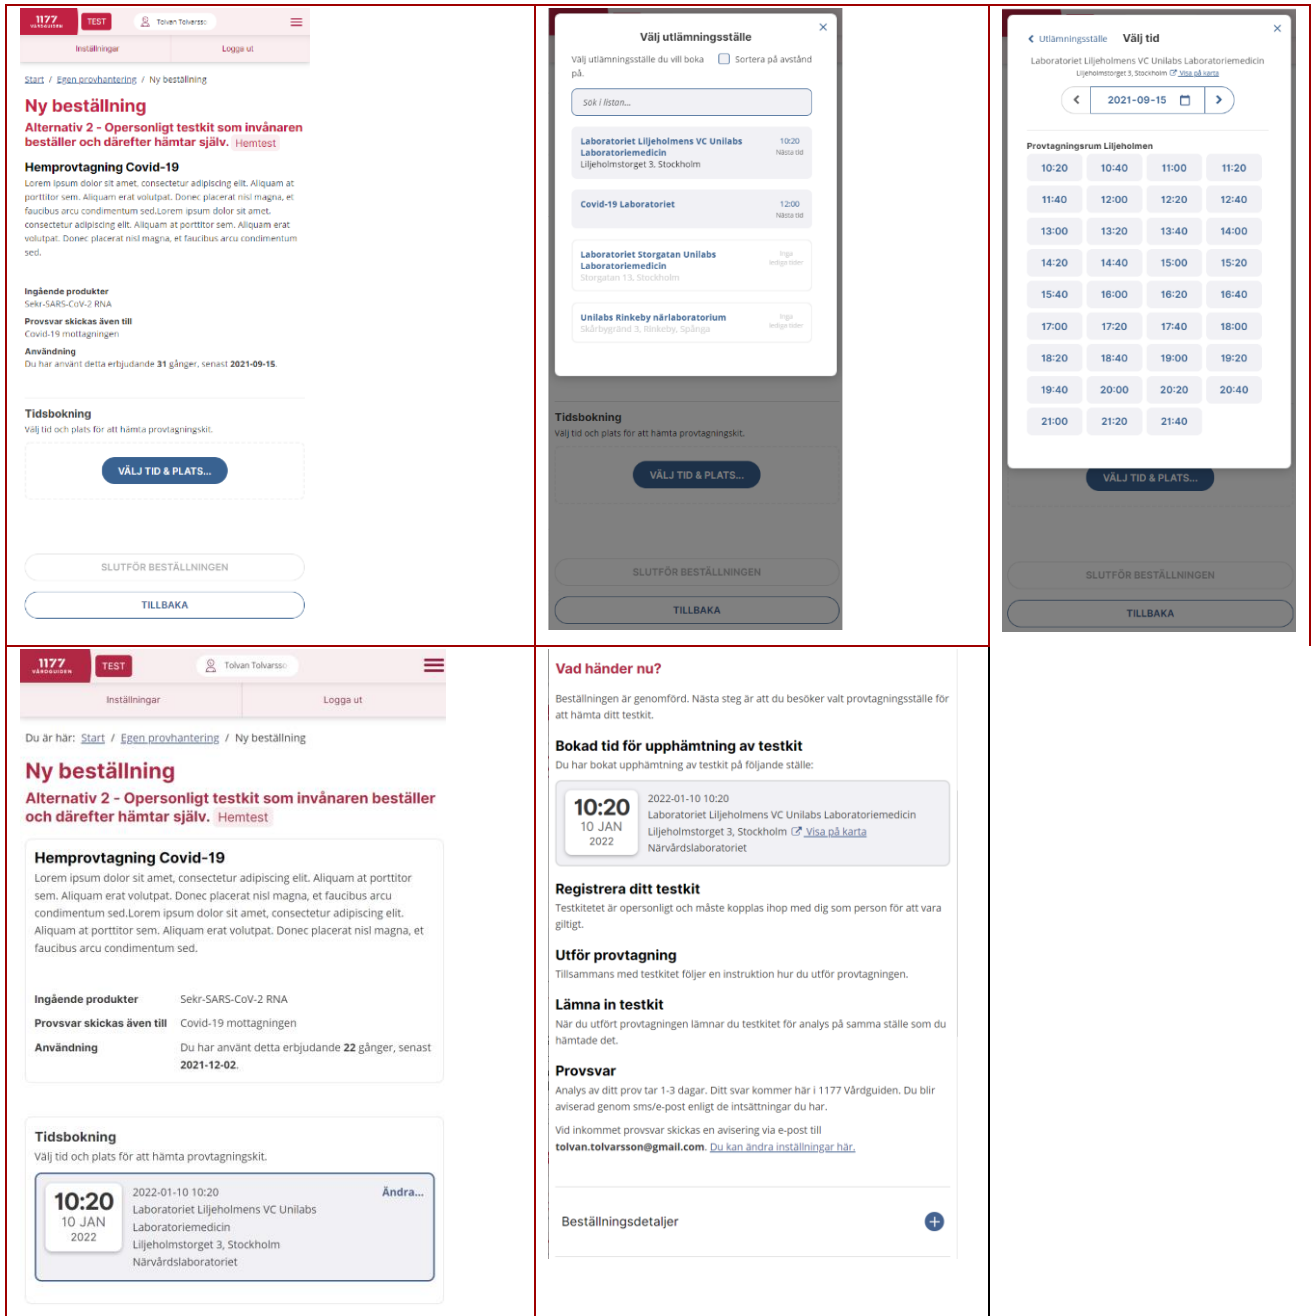 1177
VÅRDGUIDEN
TEST
Tolvan Tolvarsso
Inställningar
Logga ut
Start / Egen provhantering / Ny beställning
Ny beställning
Alternativ 2 - Opersonligt testkit som invånaren
beställer och därefter hämtar själv. Hemtest
Hemprovtagning Covid-19
Lorem ipsum dolor sit amet, consectetur adipiscing elit. Aliquam at
porttitor sem. Aliquam erat volutpat. Donec placerat nisl magna, et
faucibus arcu condimentum sed.Lorem ipsum dolor sit amet,
consectetur adipiscing elit. Aliquam at porttitor sem. Aliquam erat
volutpat. Donec placerat nisl magna, et faucibus arcu condimentum
sed.
Ingående produkter
Sekr-SARS-CoV-2 RNA
Provsvar skickas även till
Covid-19 mottagningen
Användning
Du har använt detta erbjudande 31 gånger, senast 2021-09-15.
Tidsbokning
Välj tid och plats för att hämta provtagningskit.
VÄLJ TID & PLATS...
SLUTFÖR BESTÄLLNINGEN
TILLBAKA
Välj utlämningsställe
Välj utlämningsställe du vill boka
på.
Sortera på avstånd
Sök i listan...
Laboratoriet Liljeholmens VC Unilabs
Laboratoriemedicin
Liljeholmstorget 3, Stockholm
10:20
Nästa tid
Covid-19 Laboratoriet
12:00
Nästa tid
Laboratoriet Storgatan Unilabs
Laboratoriemedicin
Storgatan 13, Stockholm
Inga
lediga tider
Unilabs Rinkeby närlaboratorium
Skårbygränd 3, Rinkeby, Spånga
Inga
lediga tider
Tidsbokning
Välj tid och plats för att hämta provtagningskit.
VÄLJ TID & PLATS...
SLUTFÖR BESTÄLLNINGEN
TILLBAKA
Utlämningsställe Välj tid
Laboratoriet Liljeholmens VC Unilabs Laboratoriemedicin
Liljeholmstorget 3, Stockholm Visa på karta
2021-09-15
Provtagningsrum Liljeholmen
10:20 10:40 11:00 11:20
11:40 12:00 12:20 12:40
13:00 13:20 13:40 14:00
14:20 14:40 15:00 15:20
15:40 16:00 16:20 16:40
17:00 17:20 17:40 18:00
18:20 18:40 19:00 19:20
19:40 20:00 20:20 20:40
21:00 21:20 21:40
VÄLJ TID & PLATS...
SLUTFÖR BESTÄLLNINGEN
TILLBAKA
1177
VÅRDGUIDEN
TEST
Tolvan Tolvarsso
Inställningar
Logga ut
Du är här: Start / Egen provhantering / Ny beställning
Ny beställning
Alternativ 2 - Opersonligt testkit som invånaren beställer
och därefter hämtar själv. Hemtest
Hemprovtagning Covid-19
Lorem ipsum dolor sit amet, consectetur adipiscing elit. Aliquam at porttitor
sem. Aliquam erat volutpat. Donec placerat nisl magna, et faucibus arcu
condimentum sed.Lorem ipsum dolor sit amet, consectetur adipiscing elit.
Aliquam at porttitor sem. Aliquam erat volutpat. Donec placerat nisl magna, et
faucibus arcu condimentum sed.
Ingående produkter Sekr-SARS-CoV-2 RNA
Provsvar skickas även till Covid-19 mottagningen
Användning Du har använt detta erbjudande 22 gånger, senast
2021-12-02.
Tidsbokning
Välj tid och plats för att hämta provtagningskit.
10:20
10 JAN
2022
2022-01-10 10:20
Laboratoriet Liljeholmens VC Unilabs
Laboratoriemedicin
Liljeholmstorget 3, Stockholm
Närvårdslaboratoriet
Ändra...
Vad händer nu?
Beställningen är genomförd. Nästa steg är att du besöker valt provtagningsställe för
att hämta ditt testkit.
Bokad tid för upphämtning av testkit
Du har bokat upphämtning av testkit på följande ställe:
10:20
10 JAN
2022
2022-01-10 10:20
Laboratoriet Liljeholmens VC Unilabs Laboratoriemedicin
Liljeholmstorget 3, Stockholm Visa på karta
Närvårdslaboratoriet
Registrera ditt testkit
Testkitetet är opersonligt och måste kopplas ihop med dig som person för att vara
giltigt.
Utför provtagning
Tillsammans med testkitet följer en instruktion hur du utför provtagningen.
Lämna in testkit
När du utfört provtagningen lämnar du testkitet för analys på samma ställe som du
hämtade det.
Provsvar
Analys av ditt prov tar 1-3 dagar. Ditt svar kommer här i 1177 Vårdguiden. Du blir
aviserad genom sms/e-post enligt de intsättningar du har.
Vid inkommet provsvar skickas en avisering via e-post till
tolvan.tolvarsson@gmail.com. Du kan ändra inställningar här.
Beställningsdetaljer